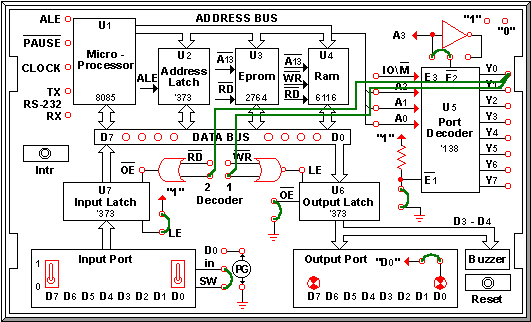 ALE
PAUSE
CLOCK
TX
RS-232
RX
U1
Micro-
Processor
8085
ADDRESS BUS
ALE
U2
Address
Latch
'373
A13
RD
U3
Eprom
2764
A13
WR
RD
U4
Ram
6116
A3
"1"
"0"
IO\M
A2
A1
A0
"1"
E3
E2
U5
Port
Decoder
'138
E1
Y0
Y1
Y2
Y3
Y4
Y5
Y6
Y7
D7
DATA BUS
D0
Intr
OE
RD
WR
LE
2
1
Decoder
U7
Input Latch
'373
"1"
LE
OE
U6
Output Latch
'373
D3 - D4
Buzzer
Reset
Input Port
1
0
D7 D6 D5 D4 D3 D2 D1 D0
D0
in
SW
PG
Output Port
"D0"
D7 D6 D5 D4 D3 D2 D1 D0